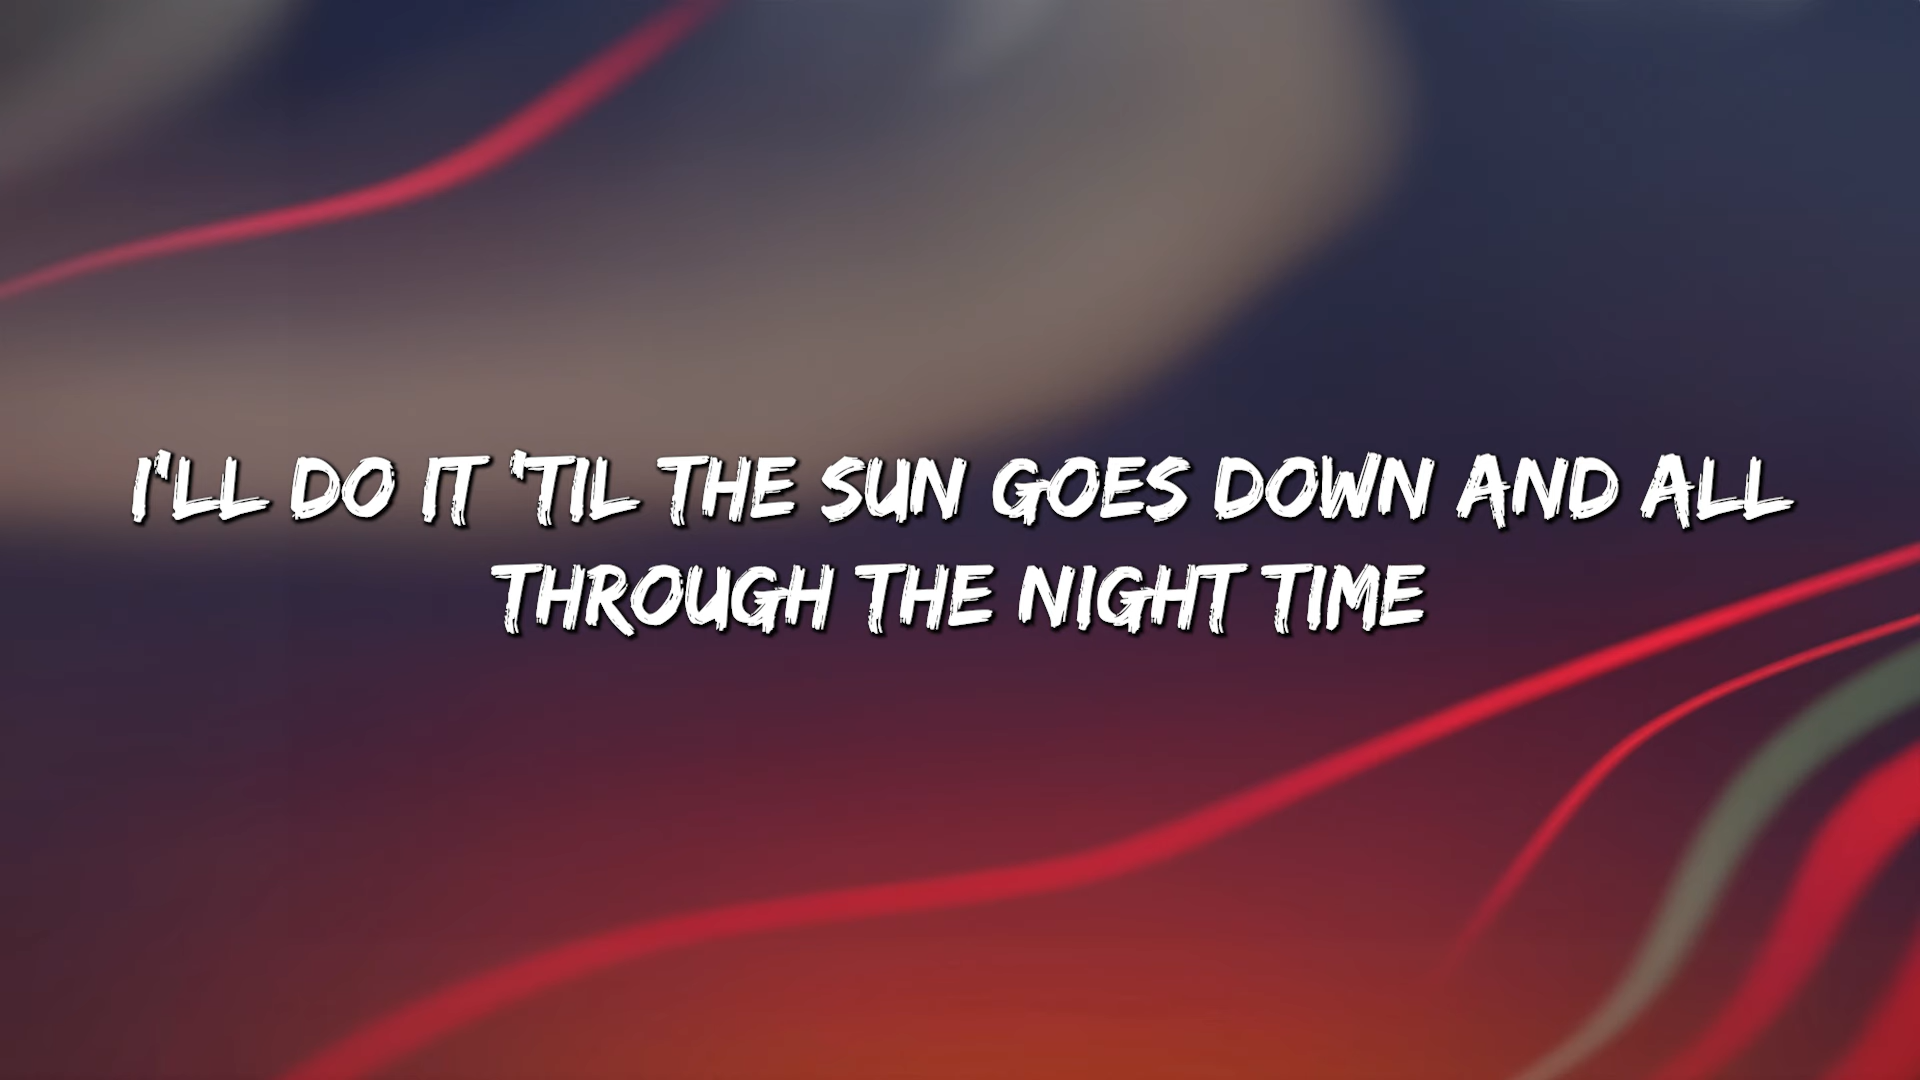 I'LL DO IT 'TIL THE SUN GOES DOWN AND ALL
THROUGH THE NIGHT TIME